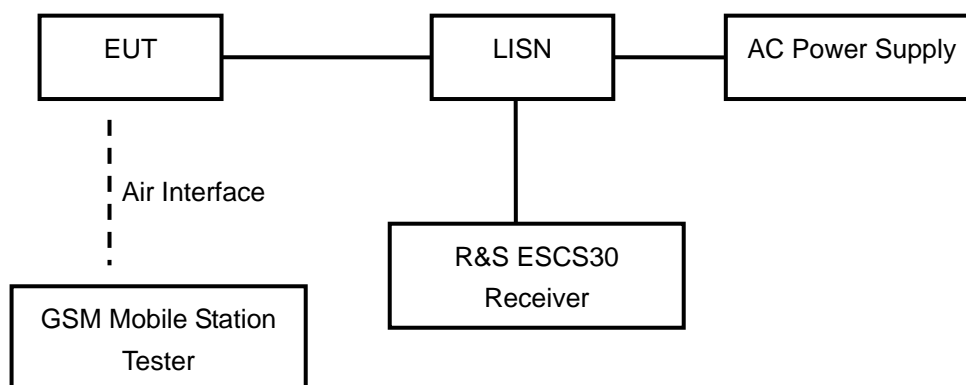 EUT
LISN
AC Power Supply
Air Interface
R&S ESCS30
Receiver
GSM Mobile Station
Tester